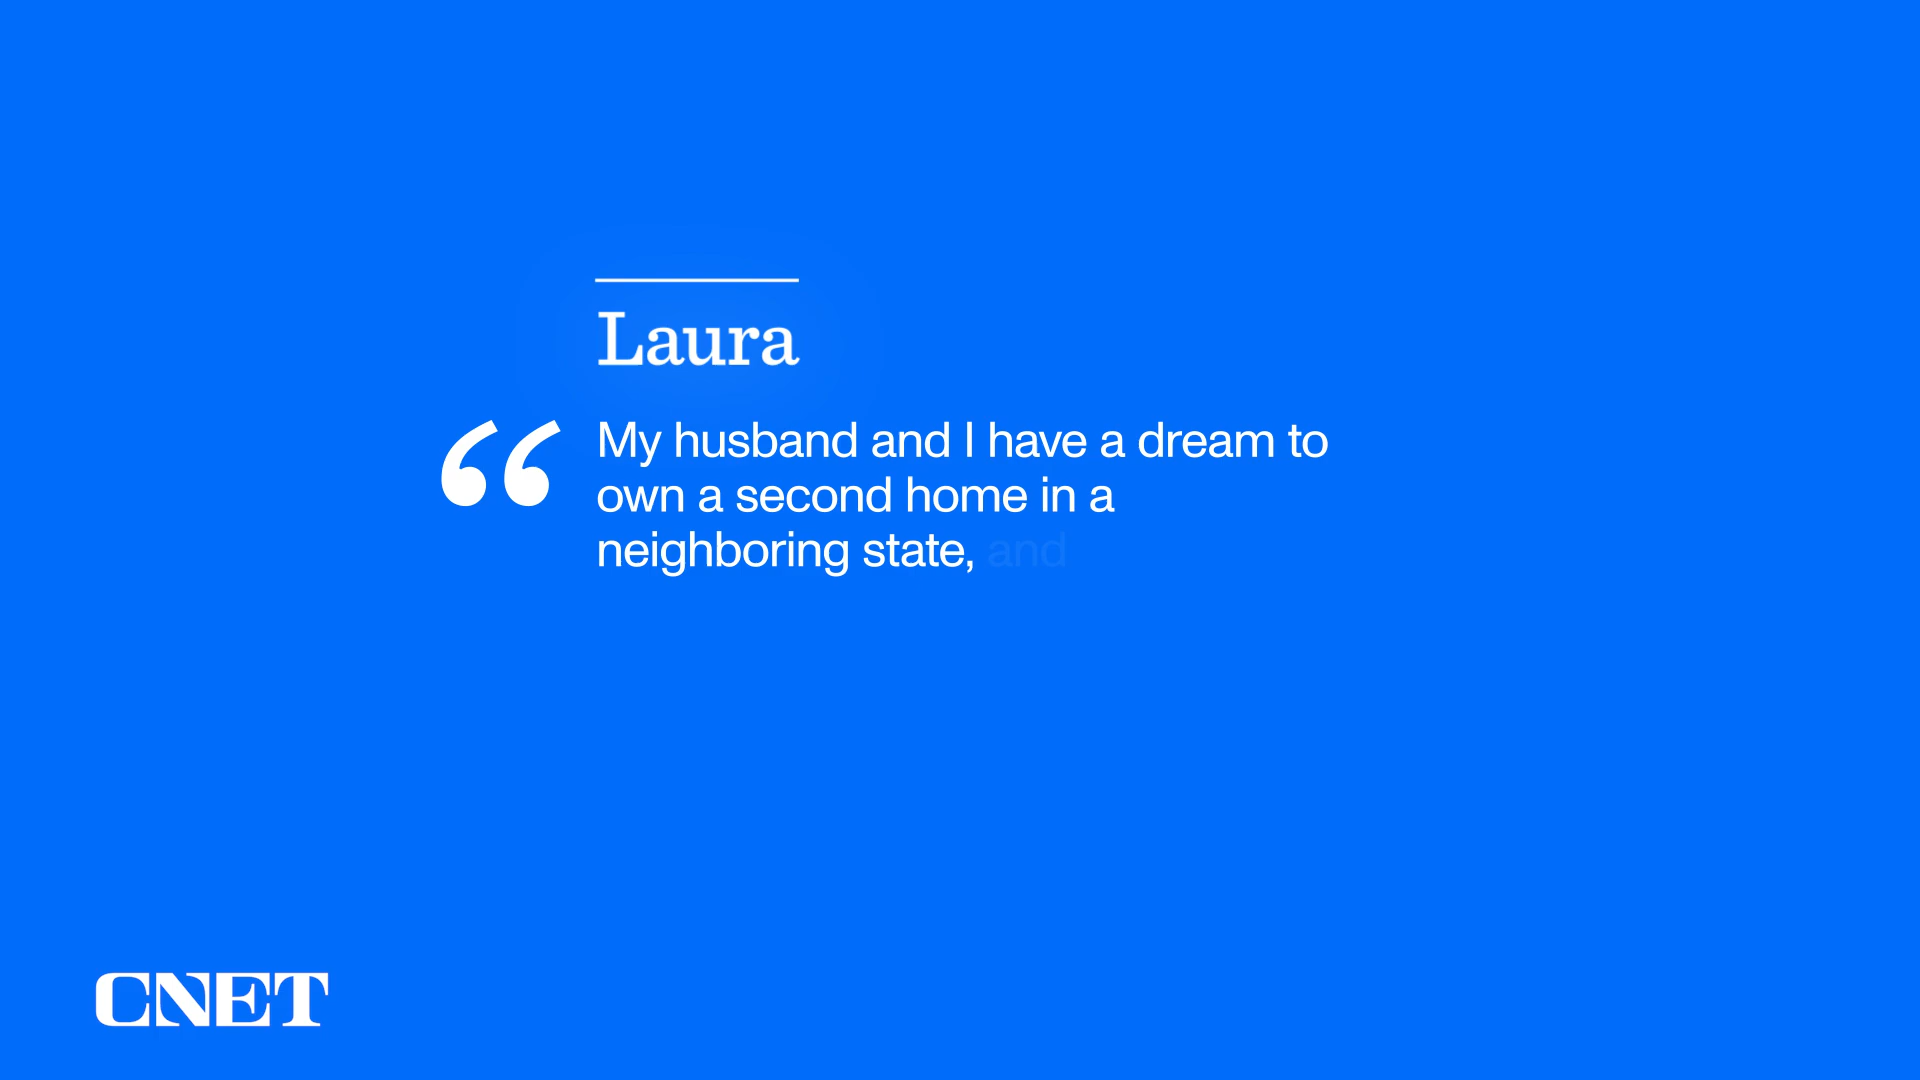 Laura
“
My husband and I have a dream to
own a second home in a
neighboring state, and
CNET